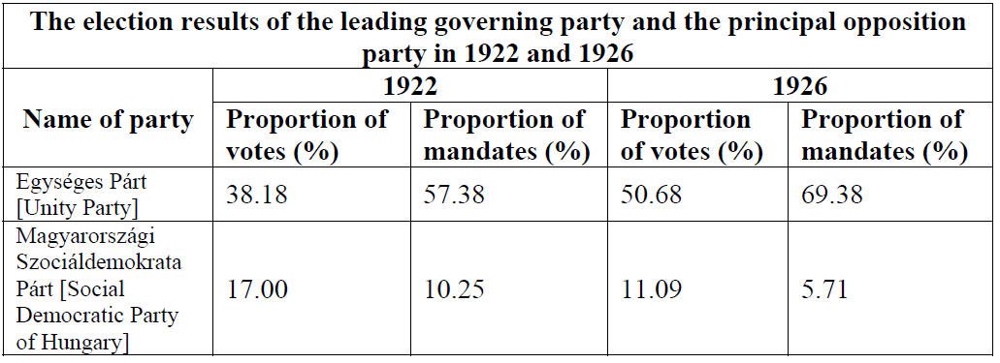 The election results of the leading governing party and the principal opposition
party in 1922 and 1926
Name of party
1922
1926
Proportion of
votes (%)
Proportion of
mandates (%)
Proportion
of votes (%)
Proportion of
mandates (%)
Egységes Párt
[Unity Party]
38.18
57.38
50.68
69.38
Magyarországi
Szociáldemokrata
Párt [Social
Democratic Party
of Hungary]
17.00
10.25
11.09
5.71